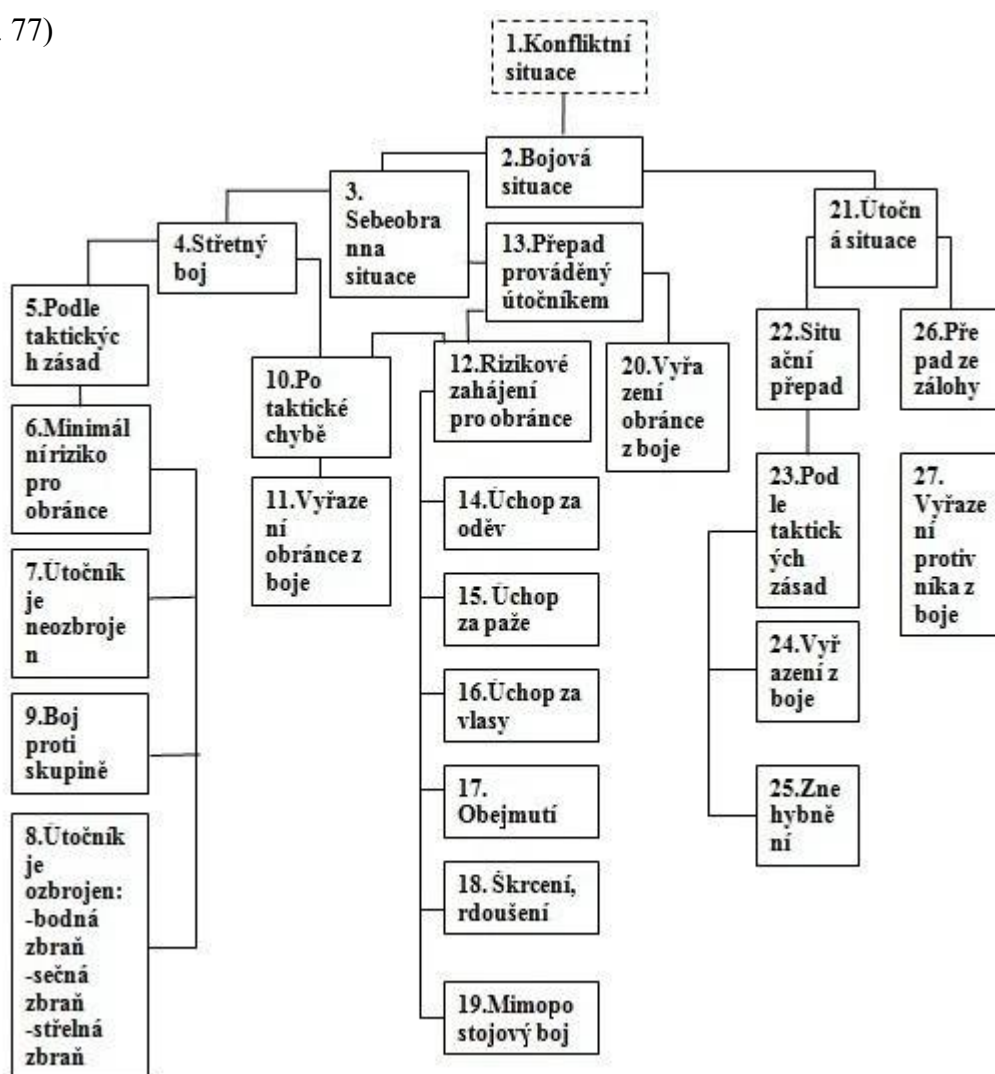 77)
1.Konfliktní
situace
2.Bojová
situace
3.
Sebeobra
nna
situace
4.Střetný
boj
5.Podle
taktickýc
h zásad
6.Minimál
ní riziko
pro
obránce
7.Útočník
je
neozbroje
n
9.Boj
proti
skupině
8.Útočník
je
ozbrojen:
-bodná
zbraň
-sečná
zbraň
-střelná
zbraň
10.Po
taktické
chybě
11.Vyřaze
ní
obránce z
boje
13.Přepad
prováděný
útočníkem
12.Rizikové
zahájení
pro obránce
14.Úchop za
oděv
15. Úchop
za paže
16.Úchop za
vlasy
17.
Obejmutí
18. Škrcení,
rdoušení
19.Mimopo
stojový boj
20.Vyřa
zení
obránce
z boje
21.Útočn
á situace
22.Situ
ační
přepad
23.Pod
le
taktick
ých
zásad
24.Vyř
azení z
boje
25.Zne
hybně
ní
26.Pře
pad ze
zálohy
27.
Vyřaze
ní
protiv
níka z
boje